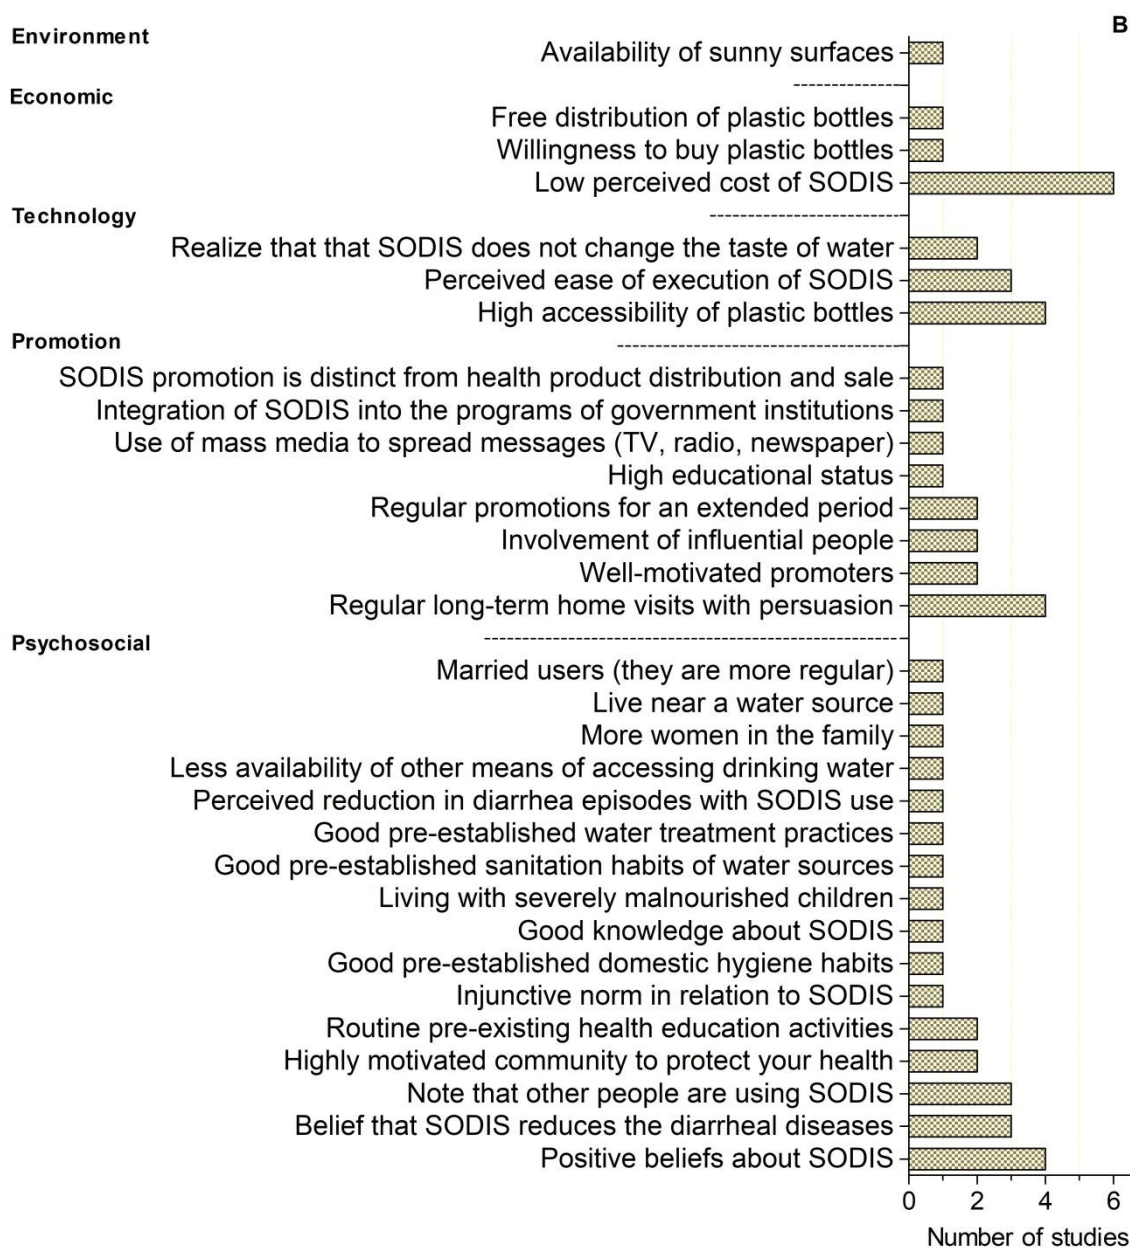 B
Environment
Availability of sunny surfaces
Economic
Free distribution of plastic bottles
Willingness to buy plastic bottles
Low perceived cost of SODIS
Technology
Realize that that SODIS does not change the taste of water
Perceived ease of execution of SODIS
High accessibility of plastic bottles
Promotion
SODIS promotion is distinct from health product distribution and sale
Integration of SODIS into the programs of government institutions
Use of mass media to spread messages (TV, radio, newspaper)
High educational status
Regular promotions for an extended period
Involvement of influential people
Well-motivated promoters
Regular long-term home visits with persuasion
Psychosocial
Married users (they are more regular)
Live near a water source
More women in the family
Less availability of other means of accessing drinking water
Perceived reduction in diarrhea episodes with SODIS use
Good pre-established water treatment practices
Good pre-established sanitation habits of water sources
Living with severely malnourished children
Good knowledge about SODIS
Good pre-established domestic hygiene habits
Injunctive norm in relation to SODIS
Routine pre-existing health education activities
Highly motivated community to protect your health
Note that other people are using SODIS
Belief that SODIS reduces the diarrheal diseases
Positive beliefs about SODIS
0 2 4 6
Number of studies